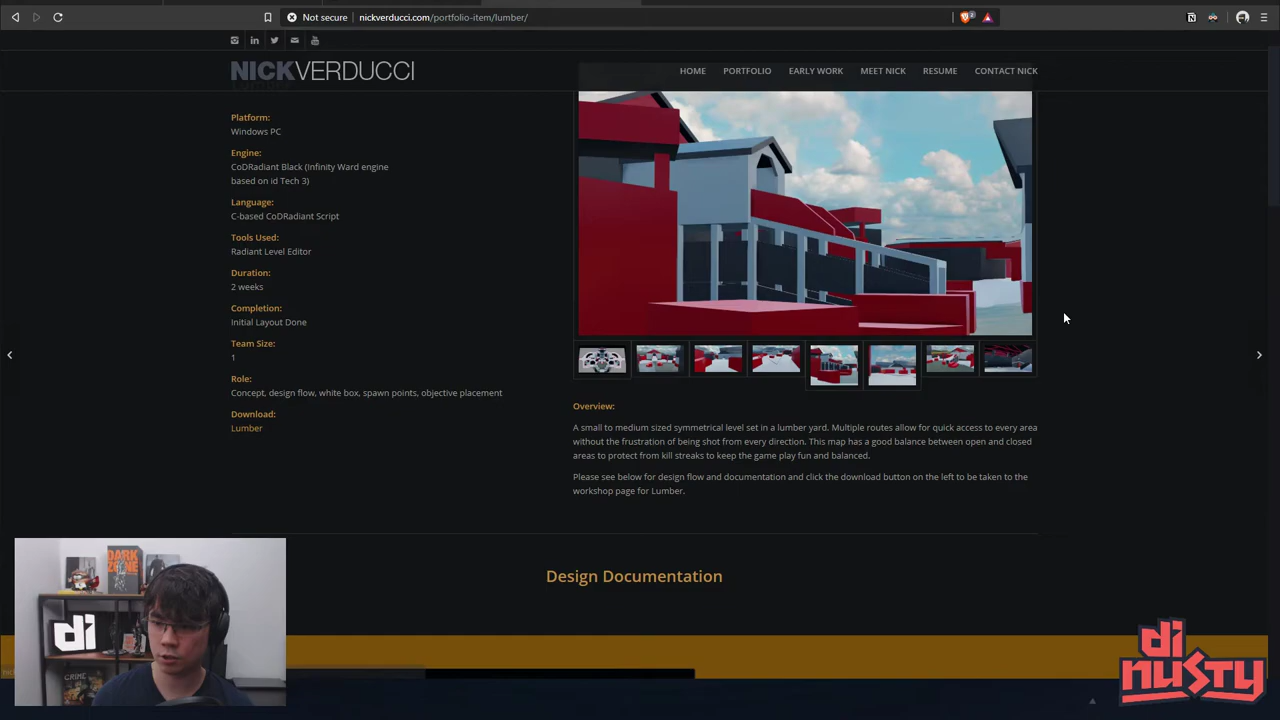 Not secure
nickverducci.com/portfolio-item/lumber/
NICKVERDUCCI
HOME
PORTFOLIO
EARLY WORK
MEET NICK
RESUME
CONTACT NICK
Platform:
Windows PC
Engine:
CoDRadiant Black (Infinity Ward engine
based on id Tech 3)
Language:
C-based CoDRadiant Script
Tools Used:
Radiant Level Editor
Duration:
2 weeks
Completion:
Initial Layout Done
Team Size:
1
Role:
Concept, design flow, white box, spawn points, objective placement
Download:
Lumber
Overview:
A small to medium sized symmetrical level set in a lumber yard. Multiple routes allow for quick access to every area
without the frustration of being shot from every direction. This map has a good balance between open and closed
areas to protect from kill streaks to keep the game play fun and balanced.
Please see below for design flow and documentation and click the download button on the left to be taken to the
workshop page for Lumber.
Design Documentation
DARK
ZONE
di
CRIME
di
NUSTY